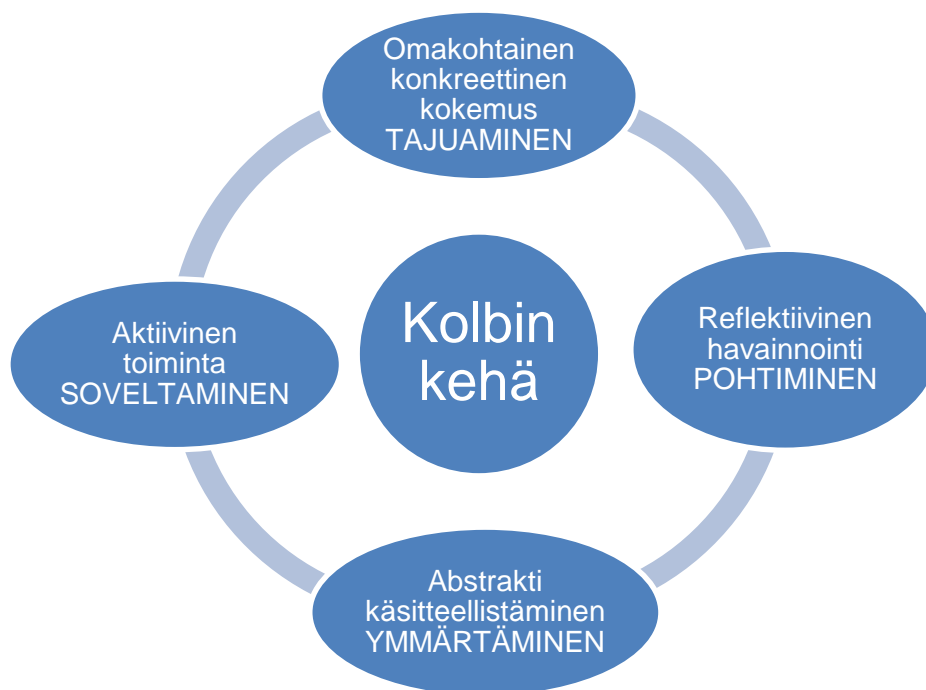 Omakohtainen
konkreettinen
kokemus
TAJUAMINEN
Reflektiivinen
havainnointi
POHTIMINEN
Kolbin
kehä
Aktiivinen
toiminta
SOVELTAMINEN
Abstrakti
käsitteellistäminen
YMMÄRTÄMINEN